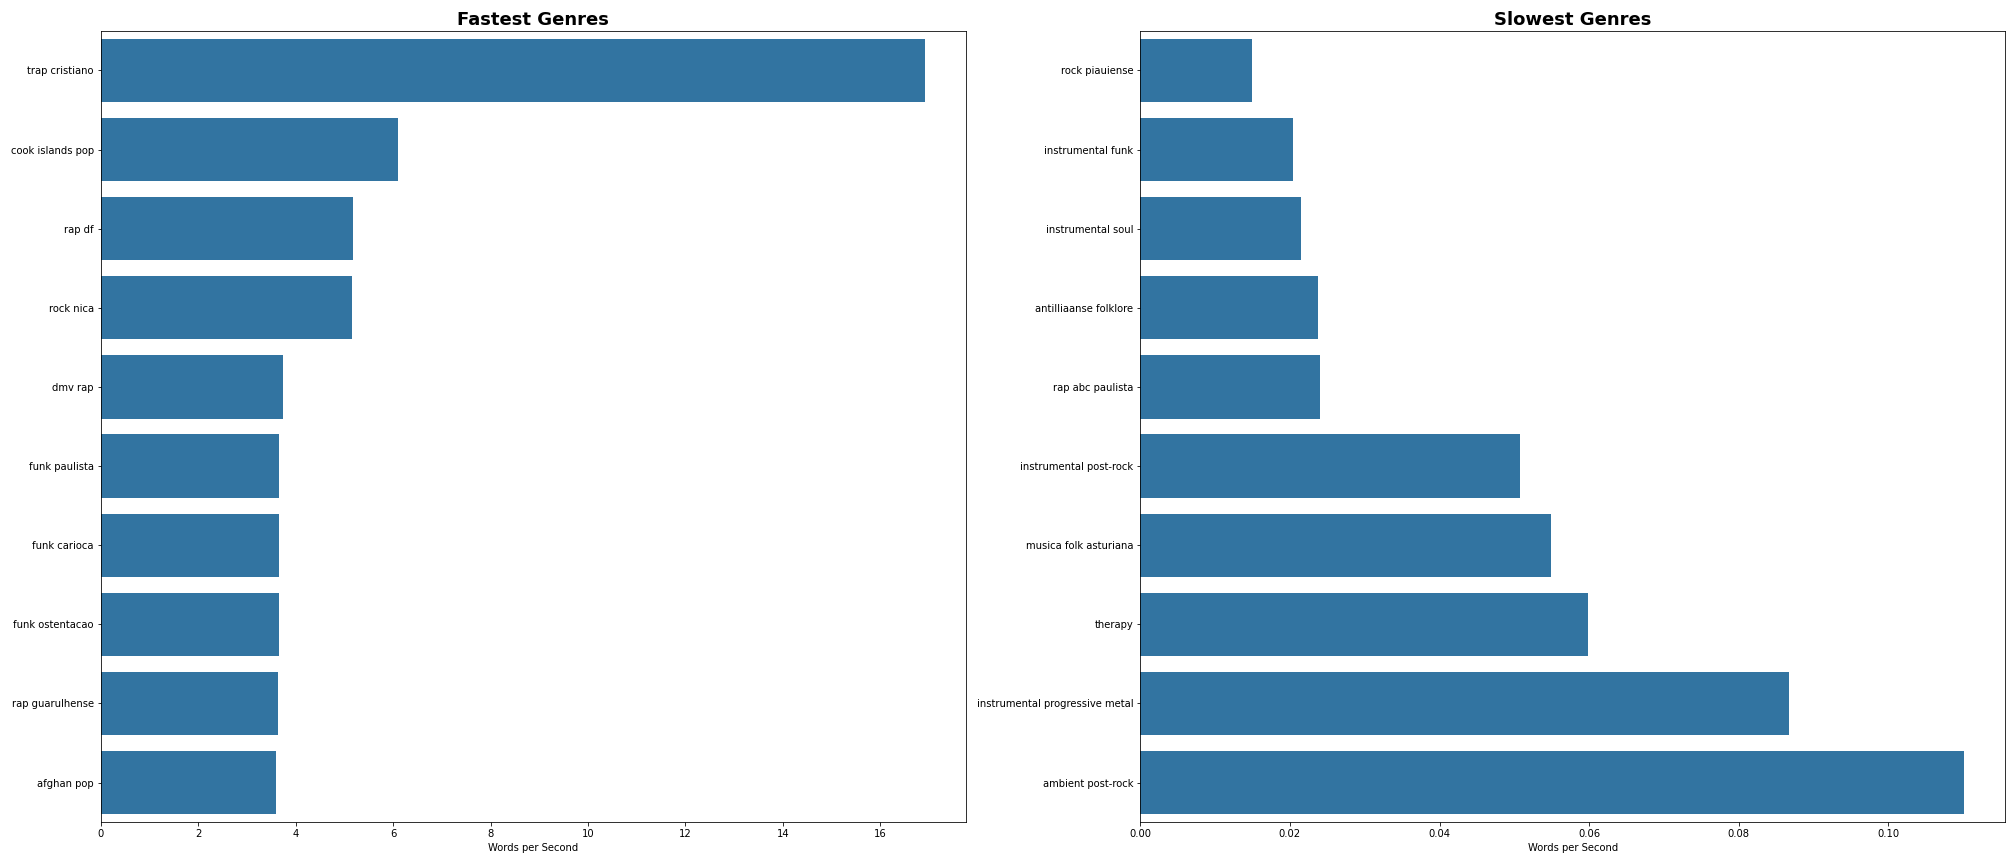 Fastest Genres
trap cristiano
cook islands pop
rap df
rock nica
dmv rap
funk paulista
funk carioca
funk ostentacao
rap guarulhense
afghan pop
0 2 4 6 8 10 12 14 16
Words per Second
Slowest Genres
rock piauiense
instrumental funk
instrumental soul
antilliaanse folklore
rap abc paulista
instrumental post-rock
musica folk asturiana
therapy
instrumental progressive metal
ambient post-rock
0.00 0.02 0.04 0.06 0.08 0.10
Words per Second